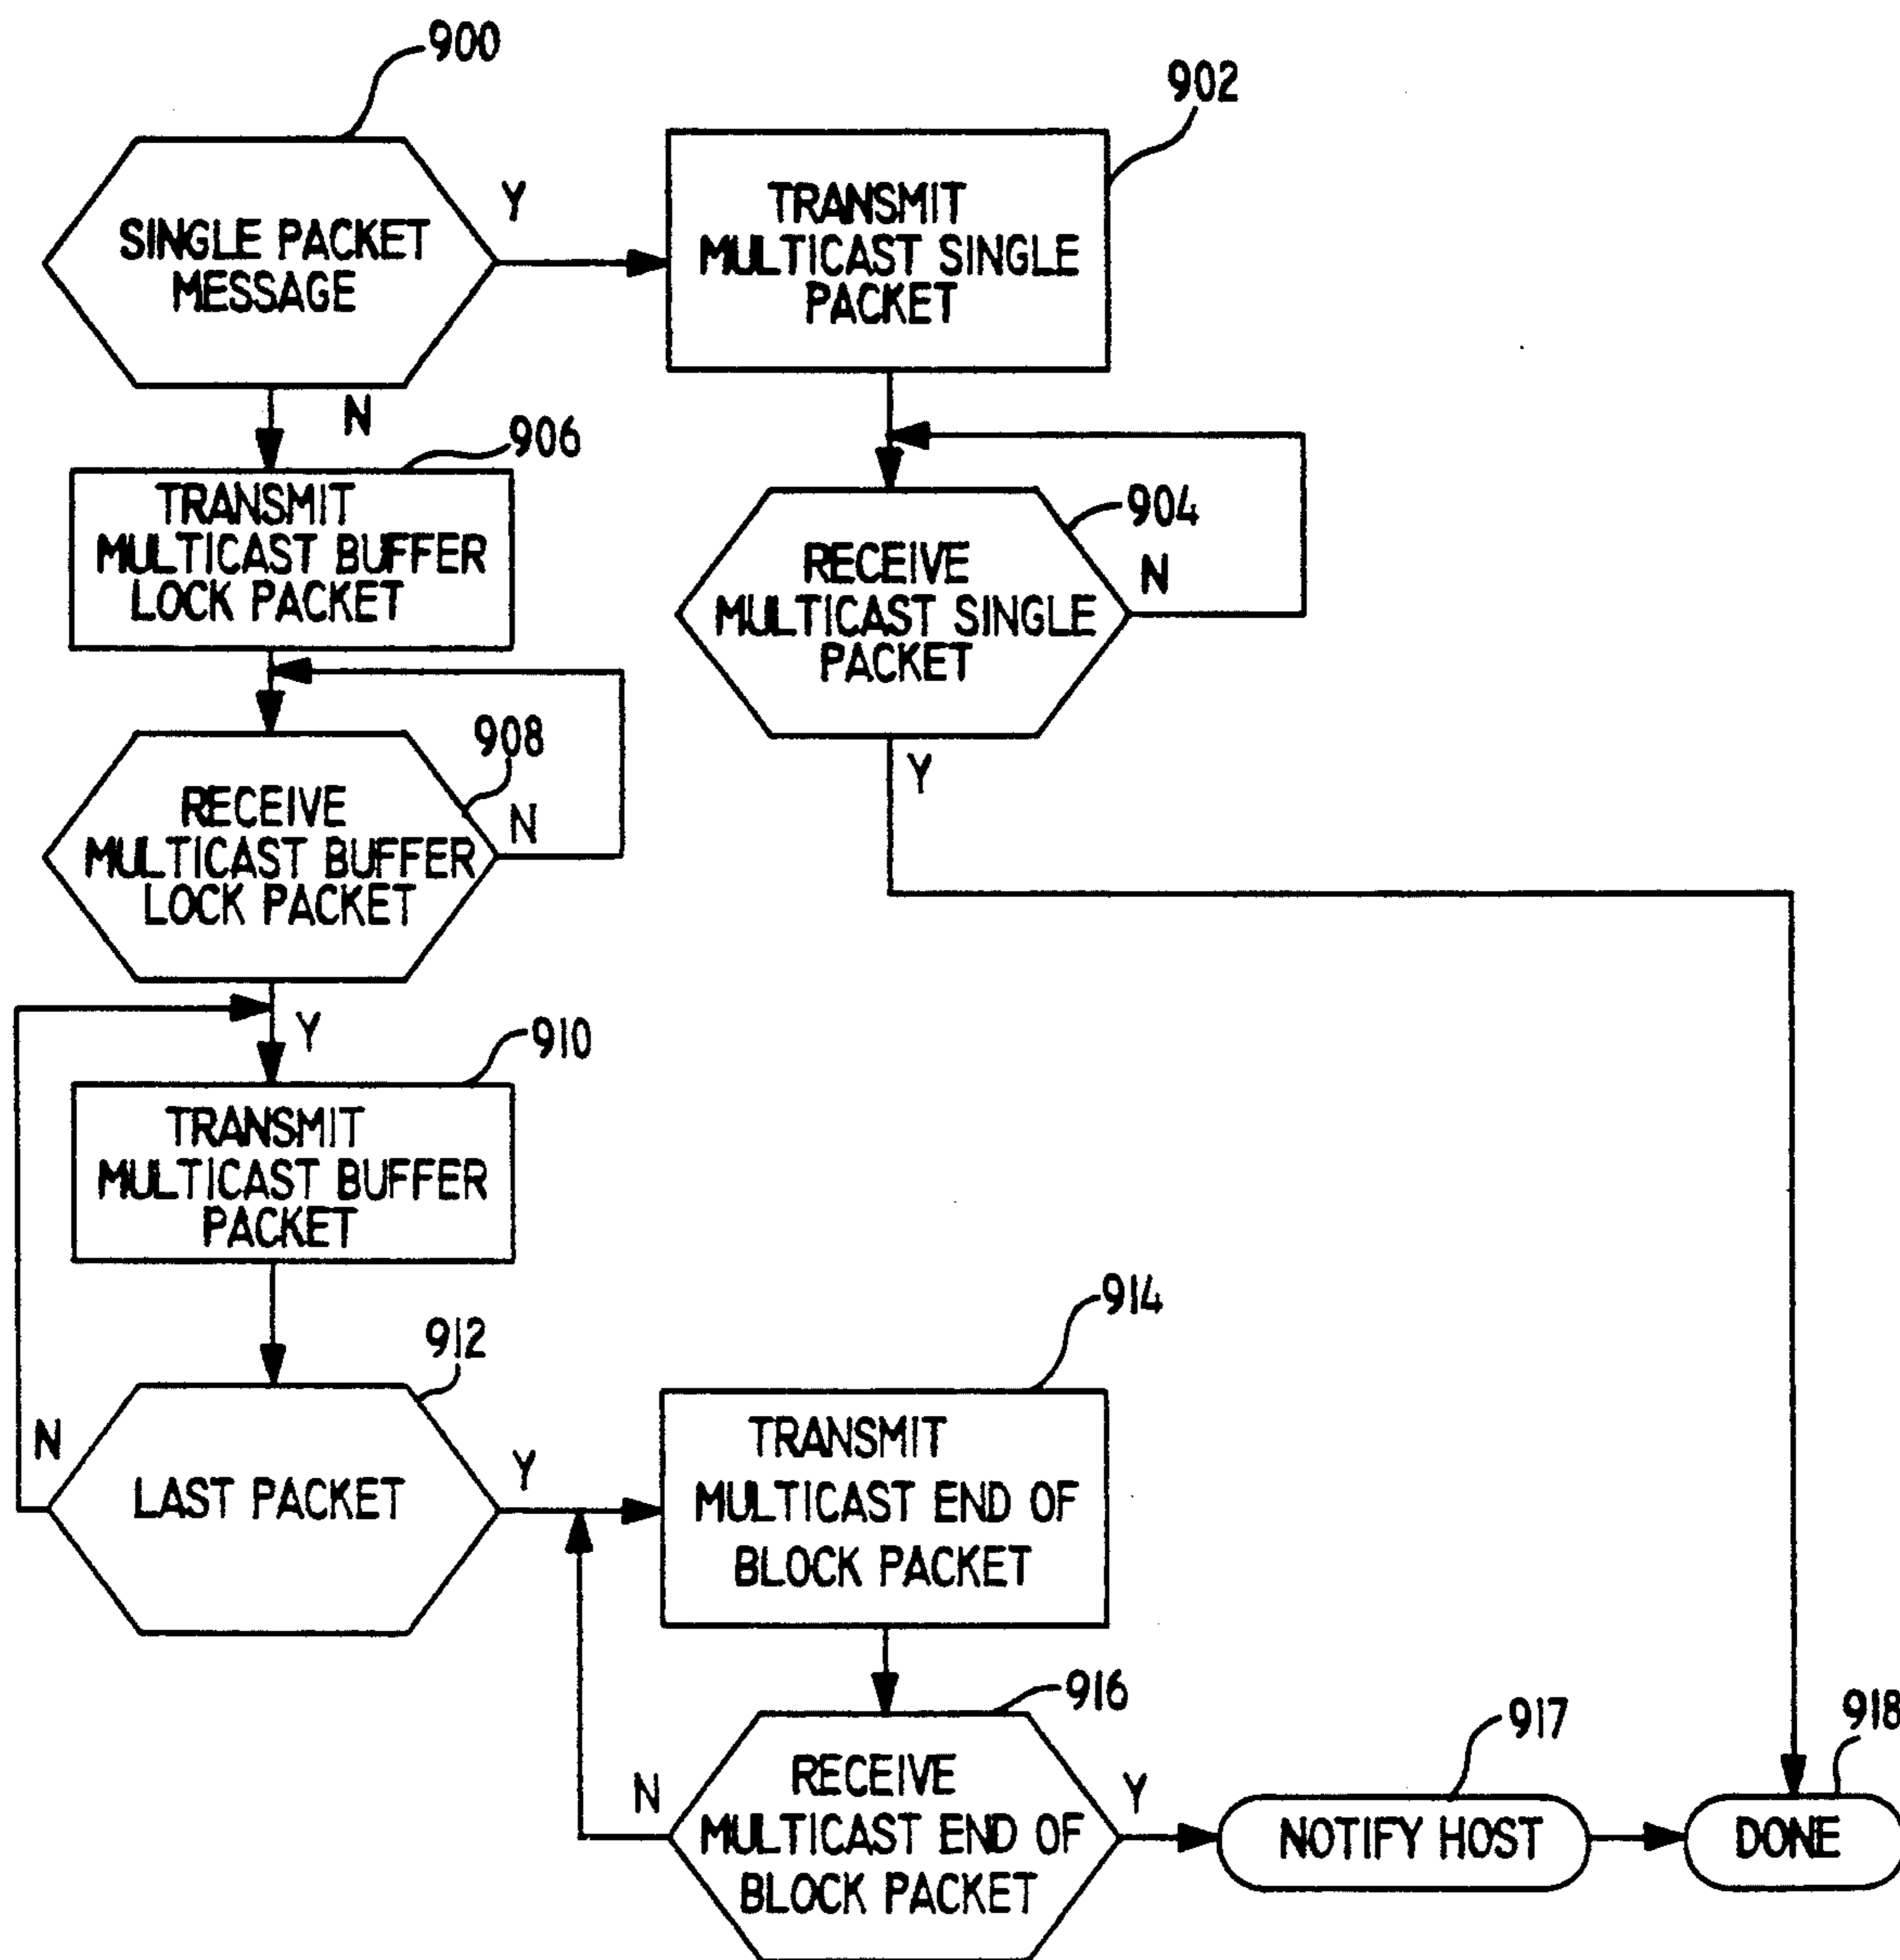 900
902
SINGLE PACKET
MESSAGE
Y
TRANSMIT
MULTICAST SINGLE
PACKET
N
906
TRANSMIT
MULTICAST BUFFER
LOCK PACKET
904
RECEIVE
MULTICAST SINGLE
PACKET
N
Y
908
RECEIVE
MULTICAST BUFFER
LOCK PACKET
N
Y
910
TRANSMIT
MULTICAST BUFFER
PACKET
912
LAST PACKET
N
Y
914
TRANSMIT
MULTICAST END OF
BLOCK PACKET
916
RECEIVE
MULTICAST END OF
BLOCK PACKET
N
Y
917
NOTIFY HOST
918
DONE